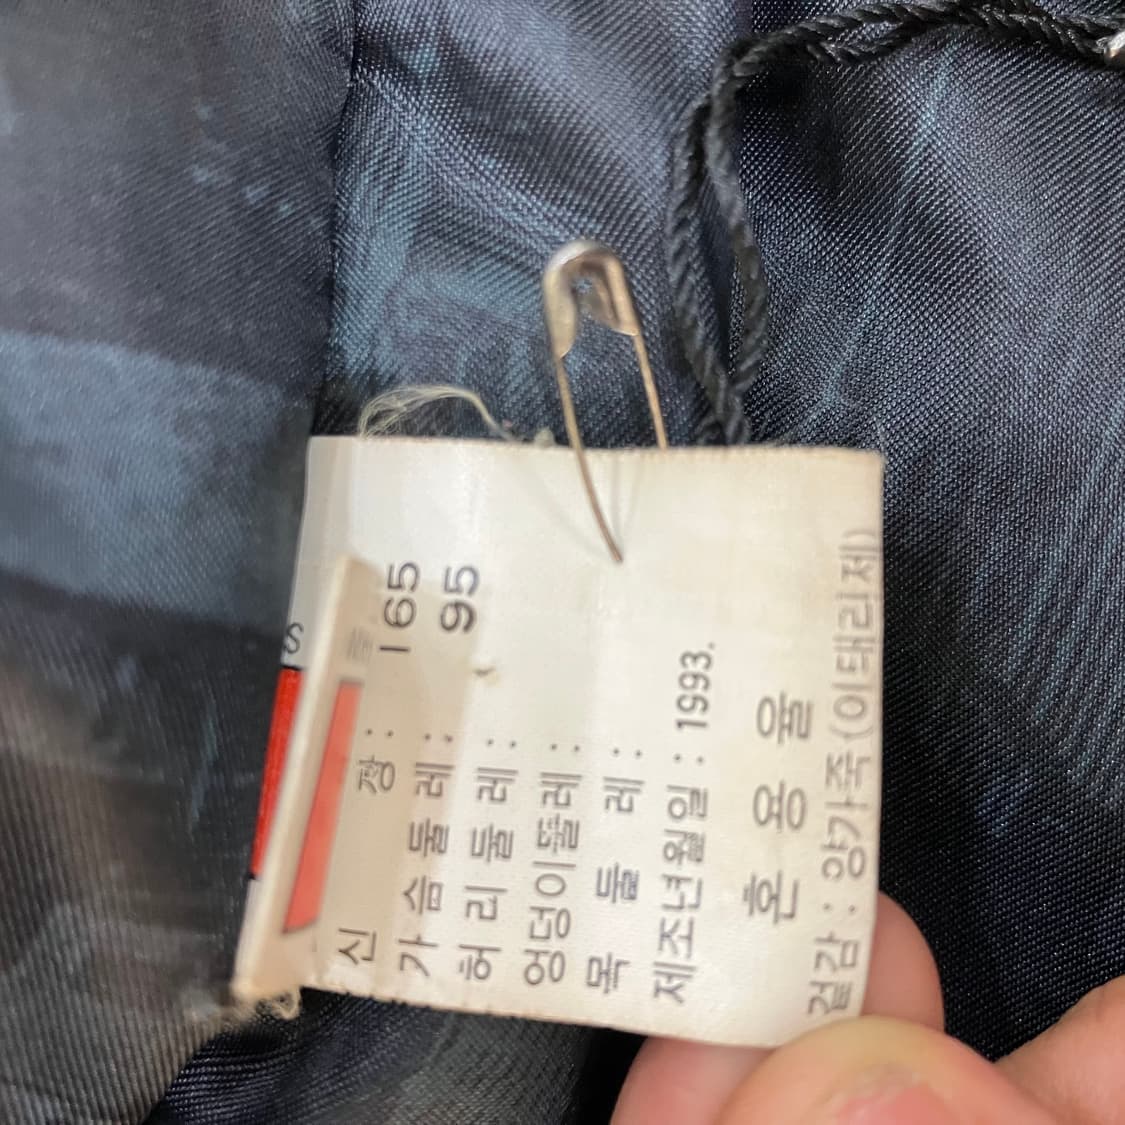 S
신 장 : 165
가슴둘레 : 95
허리둘레 :
엉덩이둘레 :
목 둘 레 :
제조년월일 : 1993.
혼 용 율
겉감 : 양가죽(이태리제)